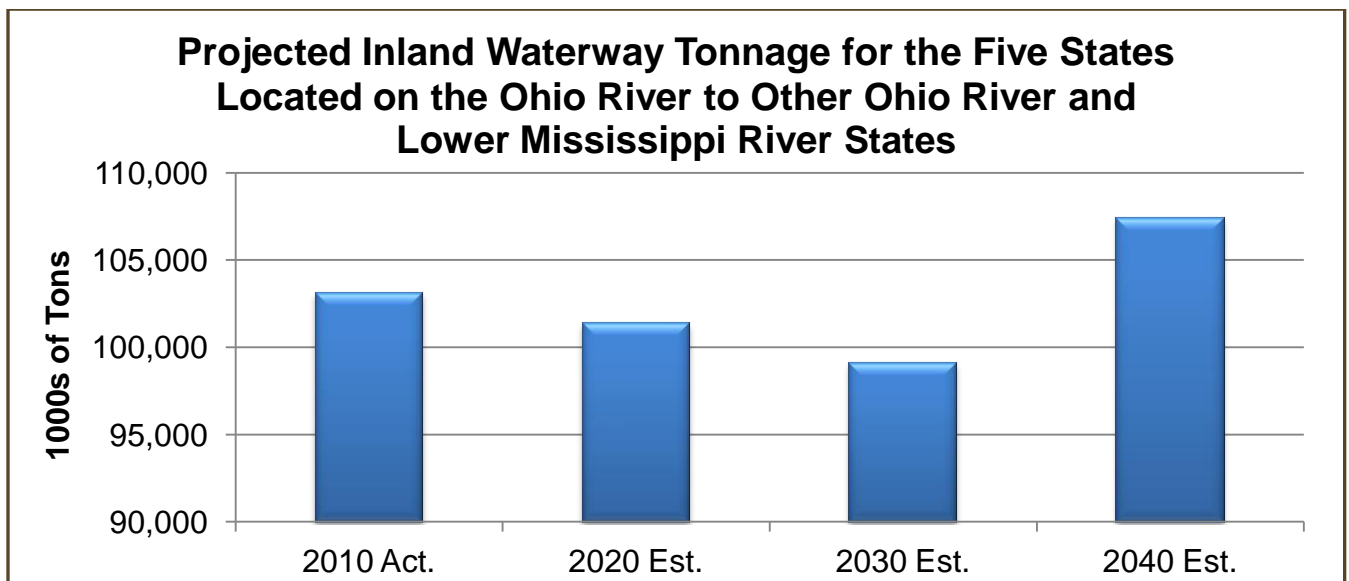 Projected Inland Waterway Tonnage for the Five States
Located on the Ohio River to Other Ohio River and
Lower Mississippi River States
1000s of Tons
110,000
105,000
100,000
95,000
90,000
2010 Act.
2020 Est.
2030 Est.
2040 Est.